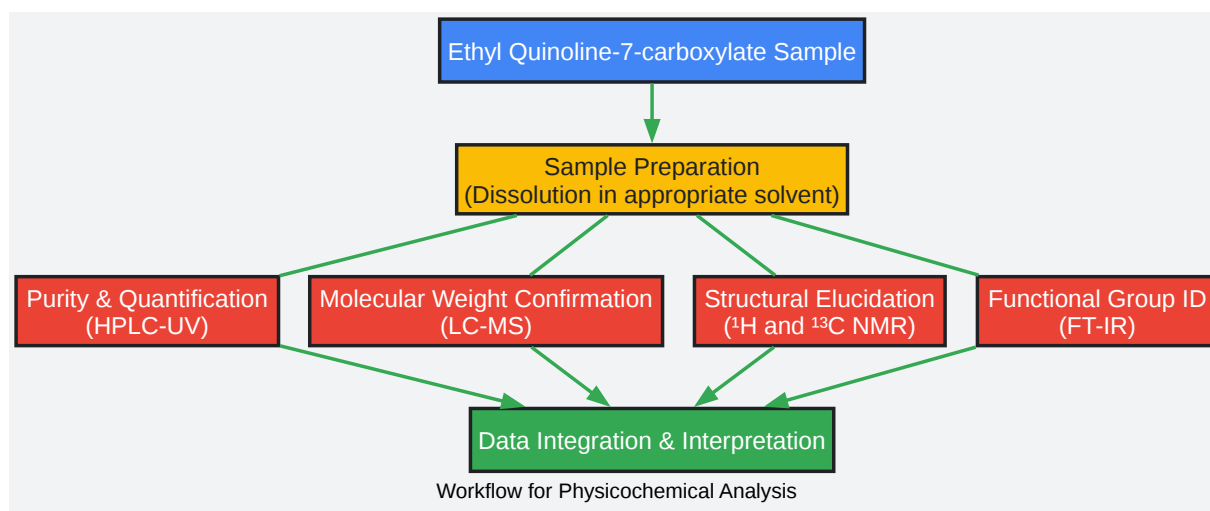 Ethyl Quinoline-7-carboxylate Sample
Sample Preparation
(Dissolution in appropriate solvent)
Purity & Quantification
(HPLC-UV)
Molecular Weight Confirmation
(LC-MS)
Structural Elucidation
(¹H and ¹³C NMR)
Functional Group ID
(FT-IR)
Data Integration & Interpretation
Workflow for Physicochemical Analysis